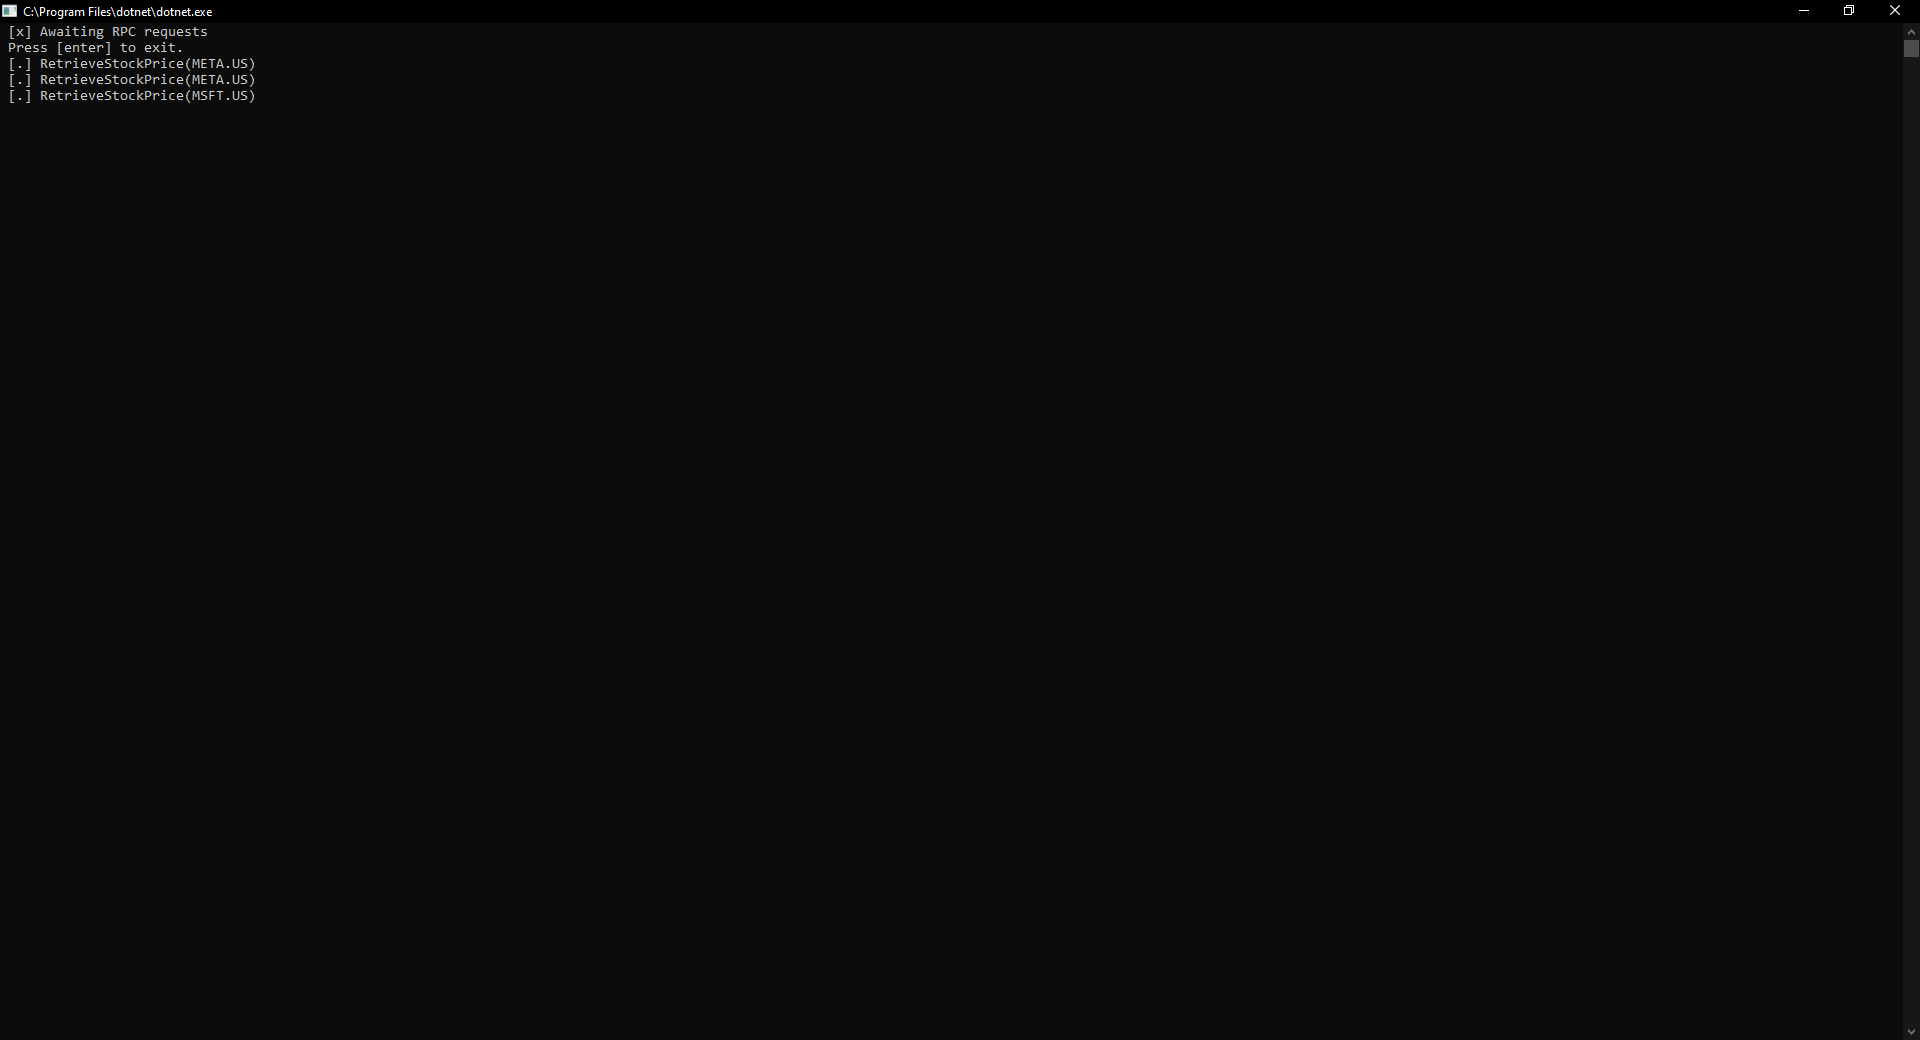 C:\Program Files\dotnet\dotnet.exe
[x] Awaiting RPC requests
Press [enter] to exit.
[.] RetrieveStockPrice(META.US)
[.] RetrieveStockPrice(META.US)
[.] RetrieveStockPrice(MSFT.US)